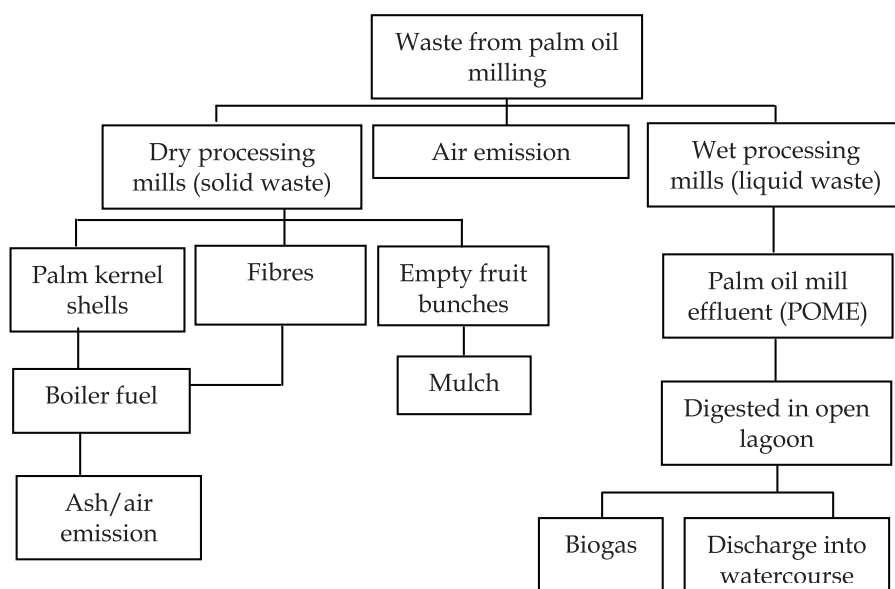 Waste from palm oil
milling
Dry processing
mills (solid waste)
Air emission
Wet processing
mills (liquid waste)
Palm kernel
shells
Fibres
Empty fruit
bunches
Palm oil mill
effluent (POME)
Boiler fuel
Mulch
Digested in open
lagoon
Ash/air
emission
Biogas
Discharge into
watercourse